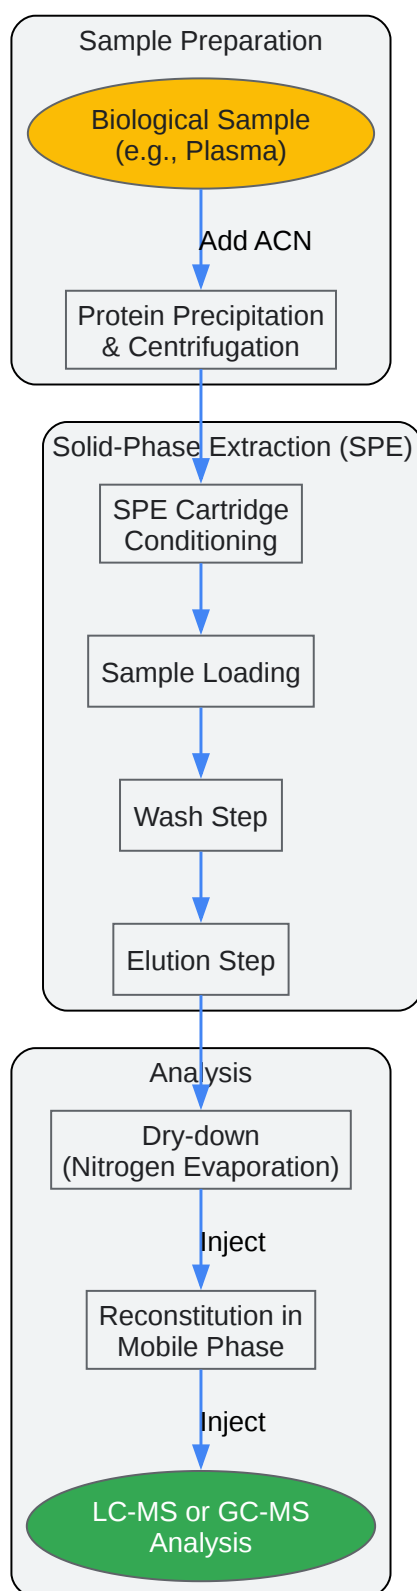 Sample Preparation
Biological Sample
(e.g., Plasma)
Add ACN
Protein Precipitation
& Centrifugation
Solid-Phase Extraction (SPE)
SPE Cartridge
Conditioning
Sample Loading
Wash Step
Elution Step
Analysis
Dry-down
(Nitrogen Evaporation)
Inject
Reconstitution in
Mobile Phase
Inject
LC-MS or GC-MS
Analysis